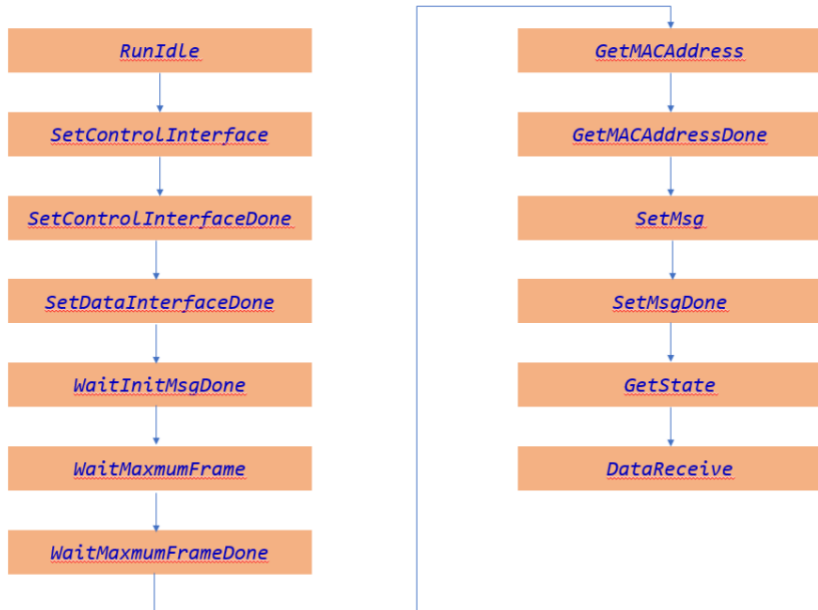 RunIdle
SetControlInterface
SetControlInterfaceDone
SetDataInterfaceDone
WaitInitMsgDone
WaitMaxmumFrame
WaitMaxmumFrameDone
GetMACAddress
GetMACAddressDone
SetMsg
SetMsgDone
GetState
DataReceive